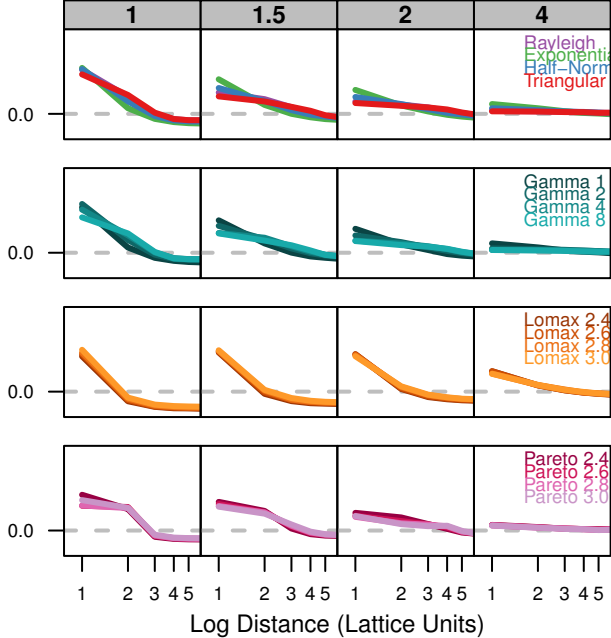 1 1.5 2 4
Rayleigh
Exponentia
Half−Norm
Triangular
0.0
Gamma 1
Gamma 2
Gamma 4
Gamma 8
0.0
Lomax 2.4
Lomax 2.6
Lomax 2.8
Lomax 3.0
0.0
Pareto 2.4
Pareto 2.6
Pareto 2.8
Pareto 3.0
0.0
1 2 3 4 5 1 2 3 4 5 1 2 3 4 5 1 2 3 4 5
Log Distance (Lattice Units)